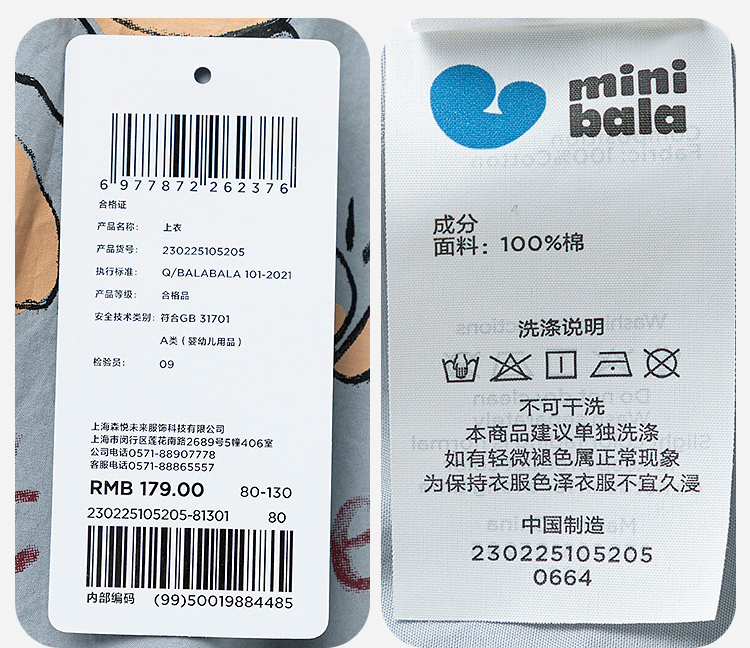 6 977872 262376
合格证
产品名称： 上衣
产品货号： 230225105205
执行标准： Q/BALABALA 101-2021
产品等级： 合格品
安全技术类别：符合GB 31701
A类（婴幼儿用品）
检验员： 09
上海森悦未来服饰科技有限公司
上海市闵行区莲花南路2689号5幢406室
公司电话0571-88907778
客服电话0571-88865557
RMB 179.00 80-130
230225105205-81301 80
内部编码 (99)50019884485
mini
bala
成分
面料：100%棉
洗涤说明
不可干洗
本商品建议单独洗涤
如有轻微褪色属正常现象
为保持衣服色泽衣服不宜久浸
中国制造
230225105205
0664